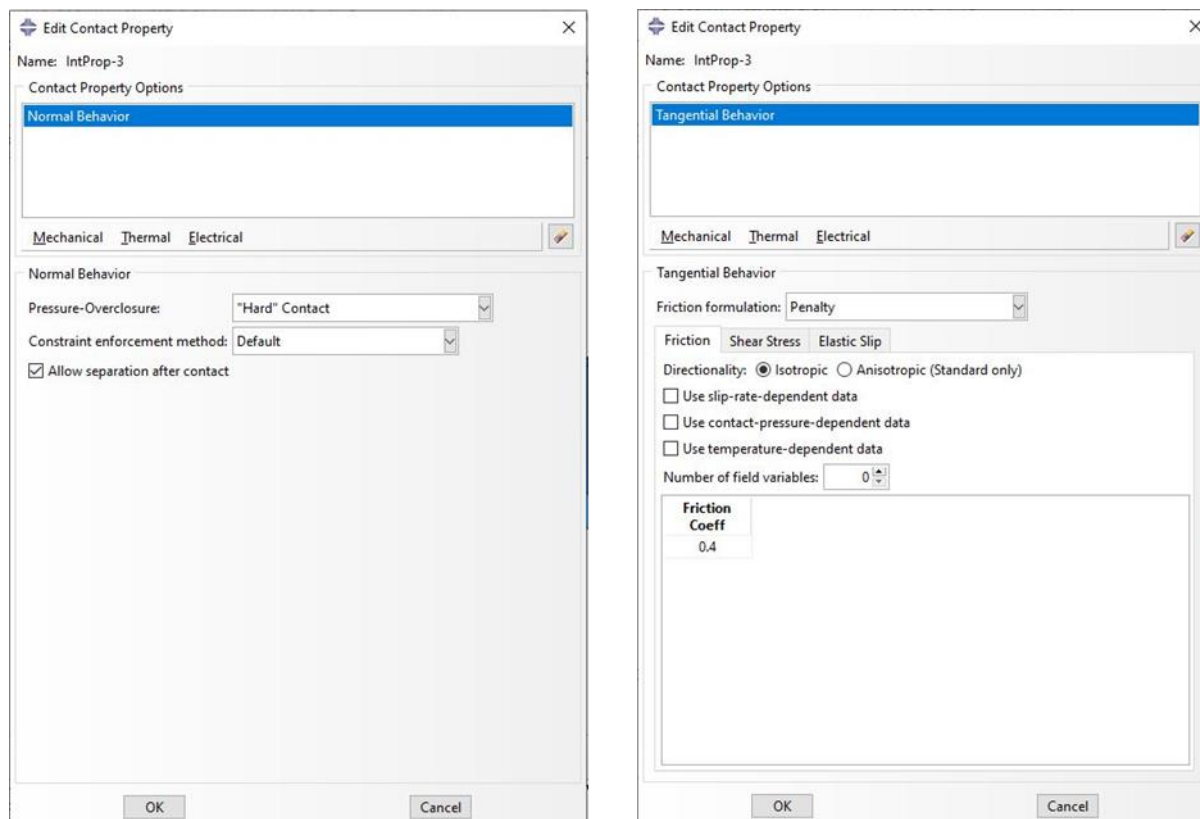 Edit Contact Property
Name: IntProp-3
Contact Property Options
Normal Behavior
Mechanical Thermal Electrical
Normal Behavior
Pressure-Overclosure: "Hard" Contact
Constraint enforcement method: Default
Allow separation after contact
OK Cancel
Edit Contact Property
Name: IntProp-3
Contact Property Options
Tangential Behavior
Mechanical Thermal Electrical
Tangential Behavior
Friction formulation: Penalty
Friction Shear Stress Elastic Slip
Directionality: Isotropic Anisotropic (Standard only)
Use slip-rate-dependent data
Use contact-pressure-dependent data
Use temperature-dependent data
Number of field variables: 0
Friction
Coeff
0.4
OK Cancel